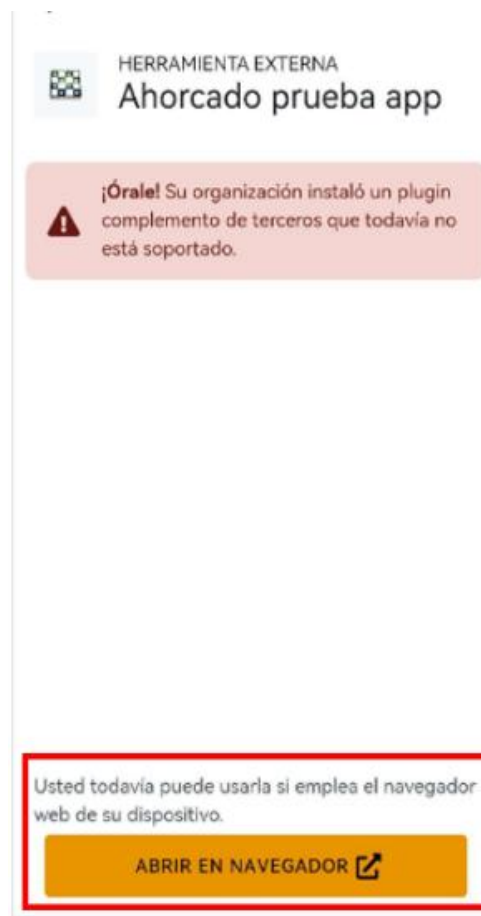 HERRAMIENTA EXTERNA
Ahorcado prueba app
¡Órale! Su organización instaló un plugin
complemento de terceros que todavía no
está soportado.
Usted todavía puede usarla si emplea el navegador
web de su dispositivo.
ABRIR EN NAVEGADOR